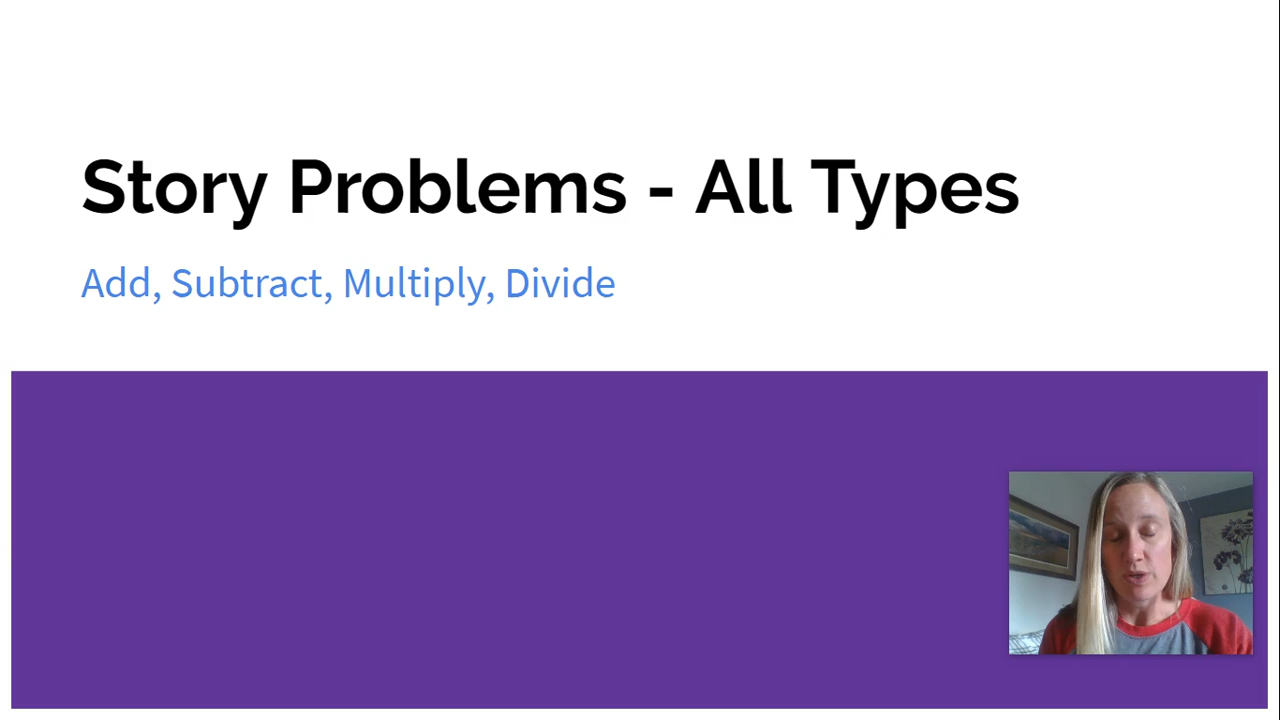 Story Problems - All Types
Add, Subtract, Multiply, Divide